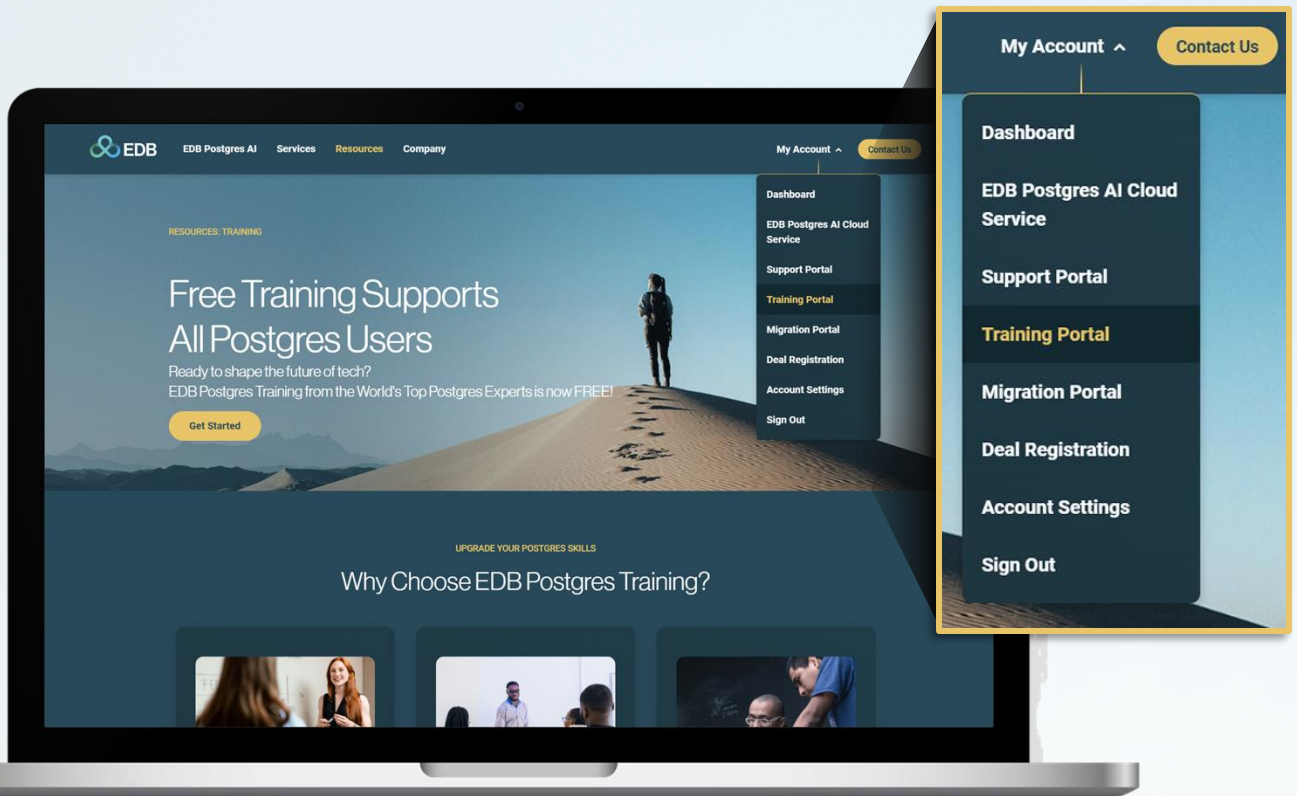 EDB
EDB Postgres AI
Services
Resources
Company
My Account
Contact Us
RESOURCES: TRAINING
Free Training Supports
All Postgres Users
Ready to shape the future of tech?
EDB Postgres Training from the World's Top Postgres Experts is now FREE!
Get Started
Dashboard
EDB Postgres AI Cloud
Service
Support Portal
Training Portal
Migration Portal
Deal Registration
Account Settings
Sign Out
UPGRADE YOUR POSTGRES SKILLS
Why Choose EDB Postgres Training?
My Account
Contact Us
Dashboard
EDB Postgres AI Cloud
Service
Support Portal
Training Portal
Migration Portal
Deal Registration
Account Settings
Sign Out